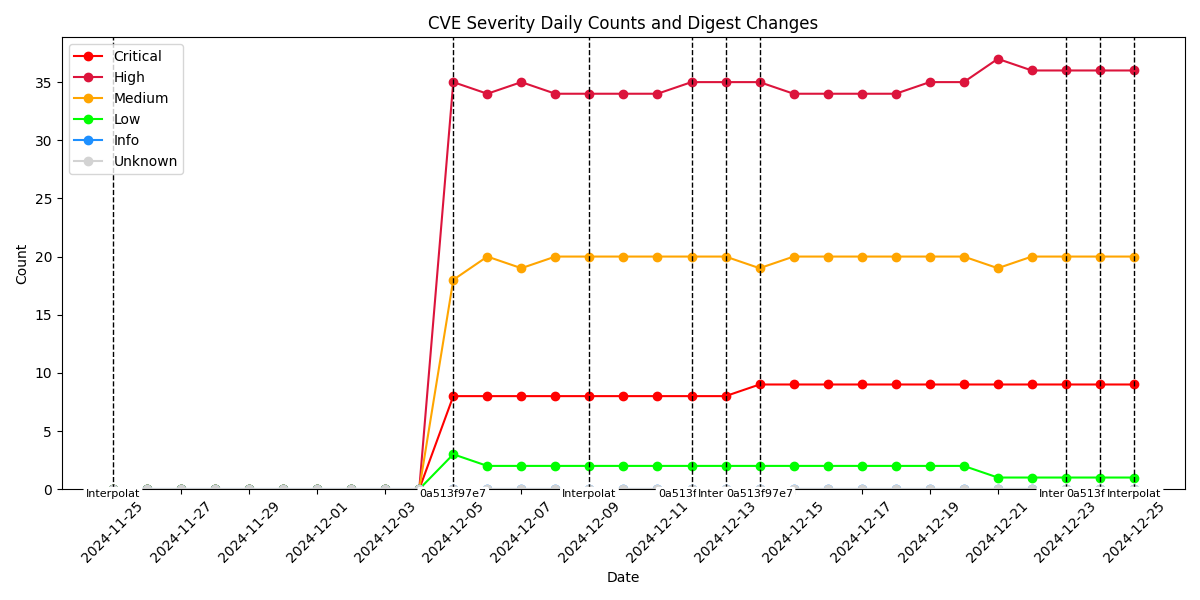 CVE Severity Daily Counts and Digest Changes
Critical
High
Medium
Low
Info
Unknown
Count
35
30
25
20
15
10
5
0
Interpolat
0a513f97e7
Interpolat
0a513f
Inter
0a513f97e7
Inter
0a513f
Interpolat
2024-11-25
2024-11-27
2024-11-29
2024-12-01
2024-12-03
2024-12-05
2024-12-07
2024-12-09
2024-12-11
2024-12-13
2024-12-15
2024-12-17
2024-12-19
2024-12-21
2024-12-23
2024-12-25
Date